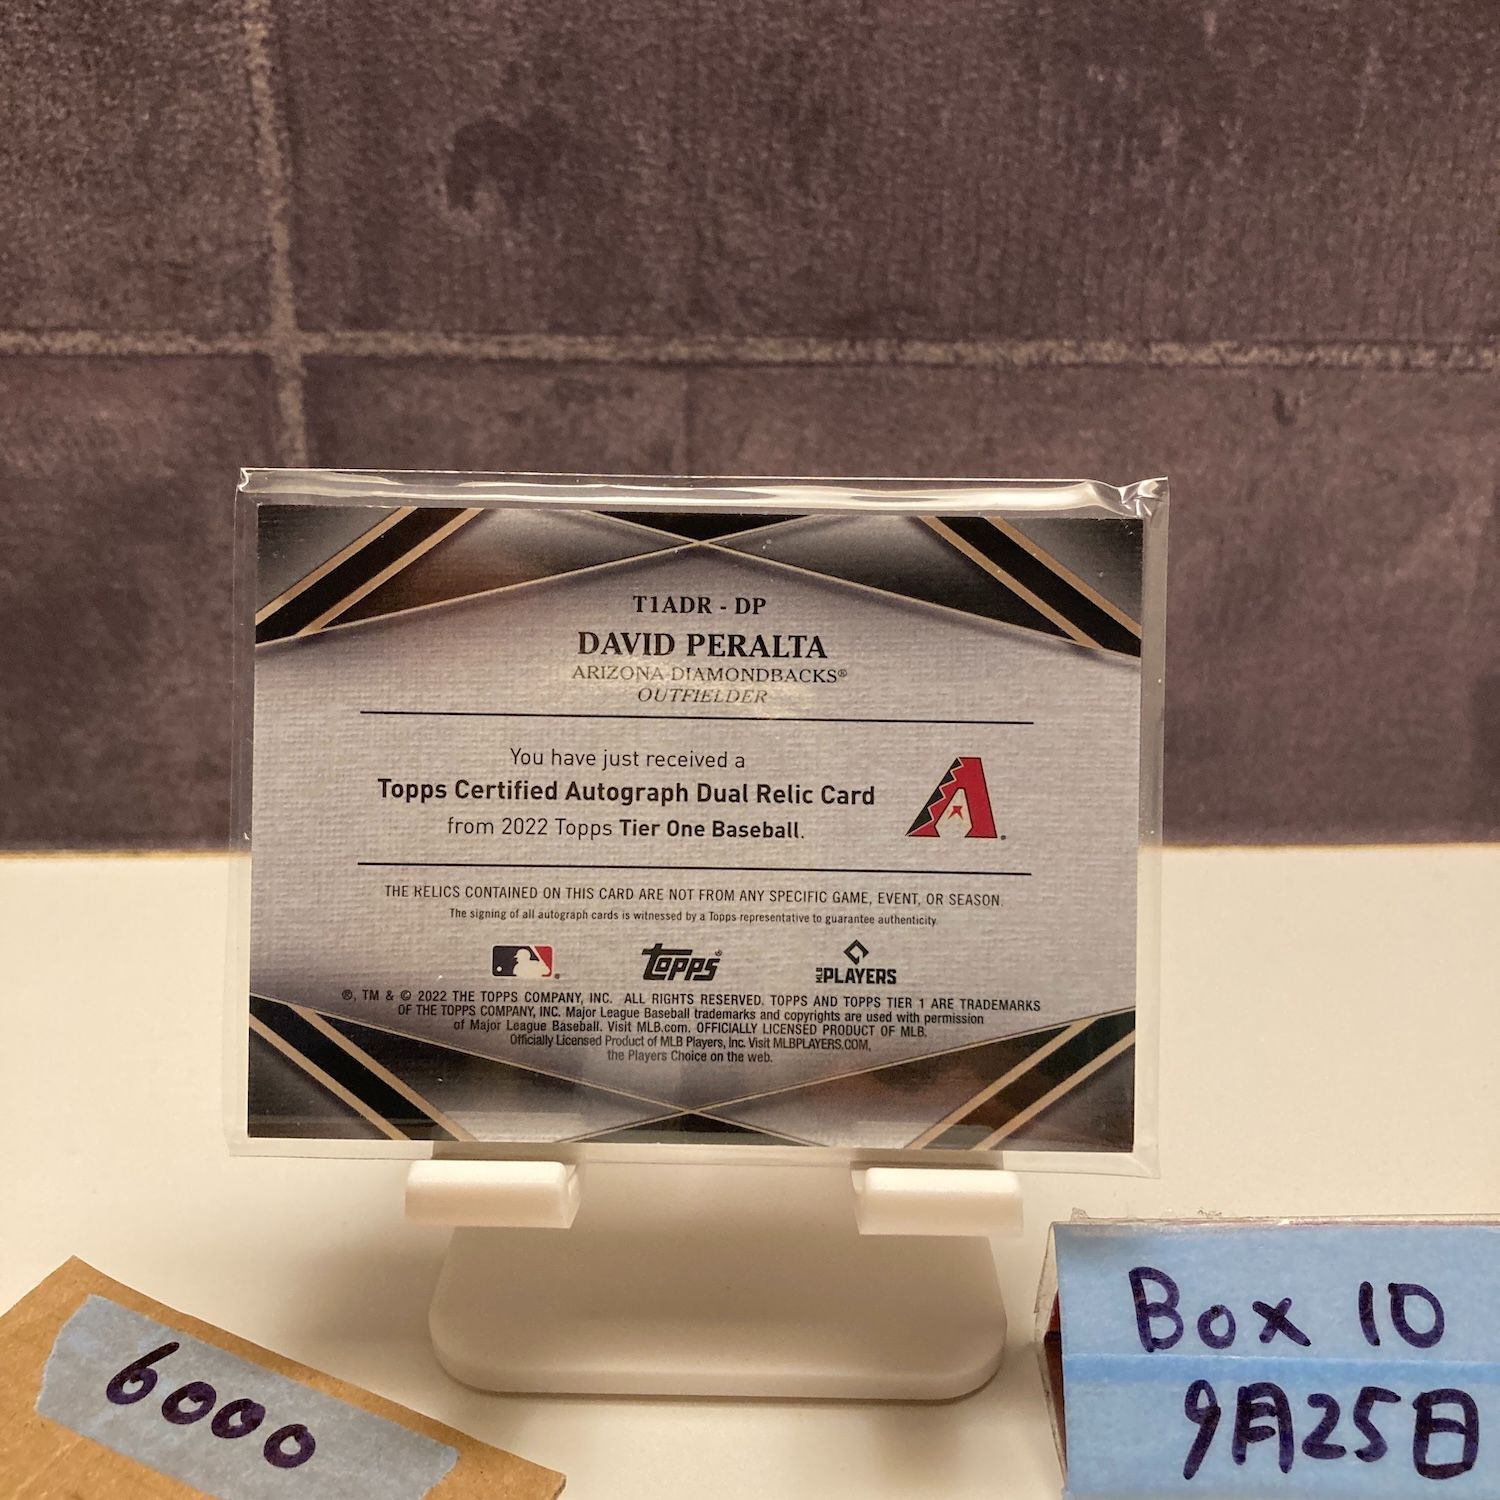 T1ADR - DP
DAVID PERALTA
ARIZONA DIAMONDBACKS®
OUTFIELDER
You have just received a
Topps Certified Autograph Dual Relic Card
from 2022 Topps Tier One Baseball.
THE RELICS CONTAINED ON THIS CARD ARE NOT FROM ANY SPECIFIC GAME, EVENT, OR SEASON.
The signing of all autograph cards is witnessed by a Topps representative to guarantee authenticity.
topps®
MLB PLAYERS
®, TM & © 2022 THE TOPPS COMPANY, INC. ALL RIGHTS RESERVED. TOPPS AND TOPPS TIER 1 ARE TRADEMARKS
OF THE TOPPS COMPANY, INC. Major League Baseball trademarks and copyrights are used with permission
of Major League Baseball. Visit MLB.com. OFFICIALLY LICENSED PRODUCT OF MLB.
Officially Licensed Product of MLB Players, Inc. Visit MLBPLAYERS.COM,
the Players Choice on the web.
6000
Box 10
9月25日